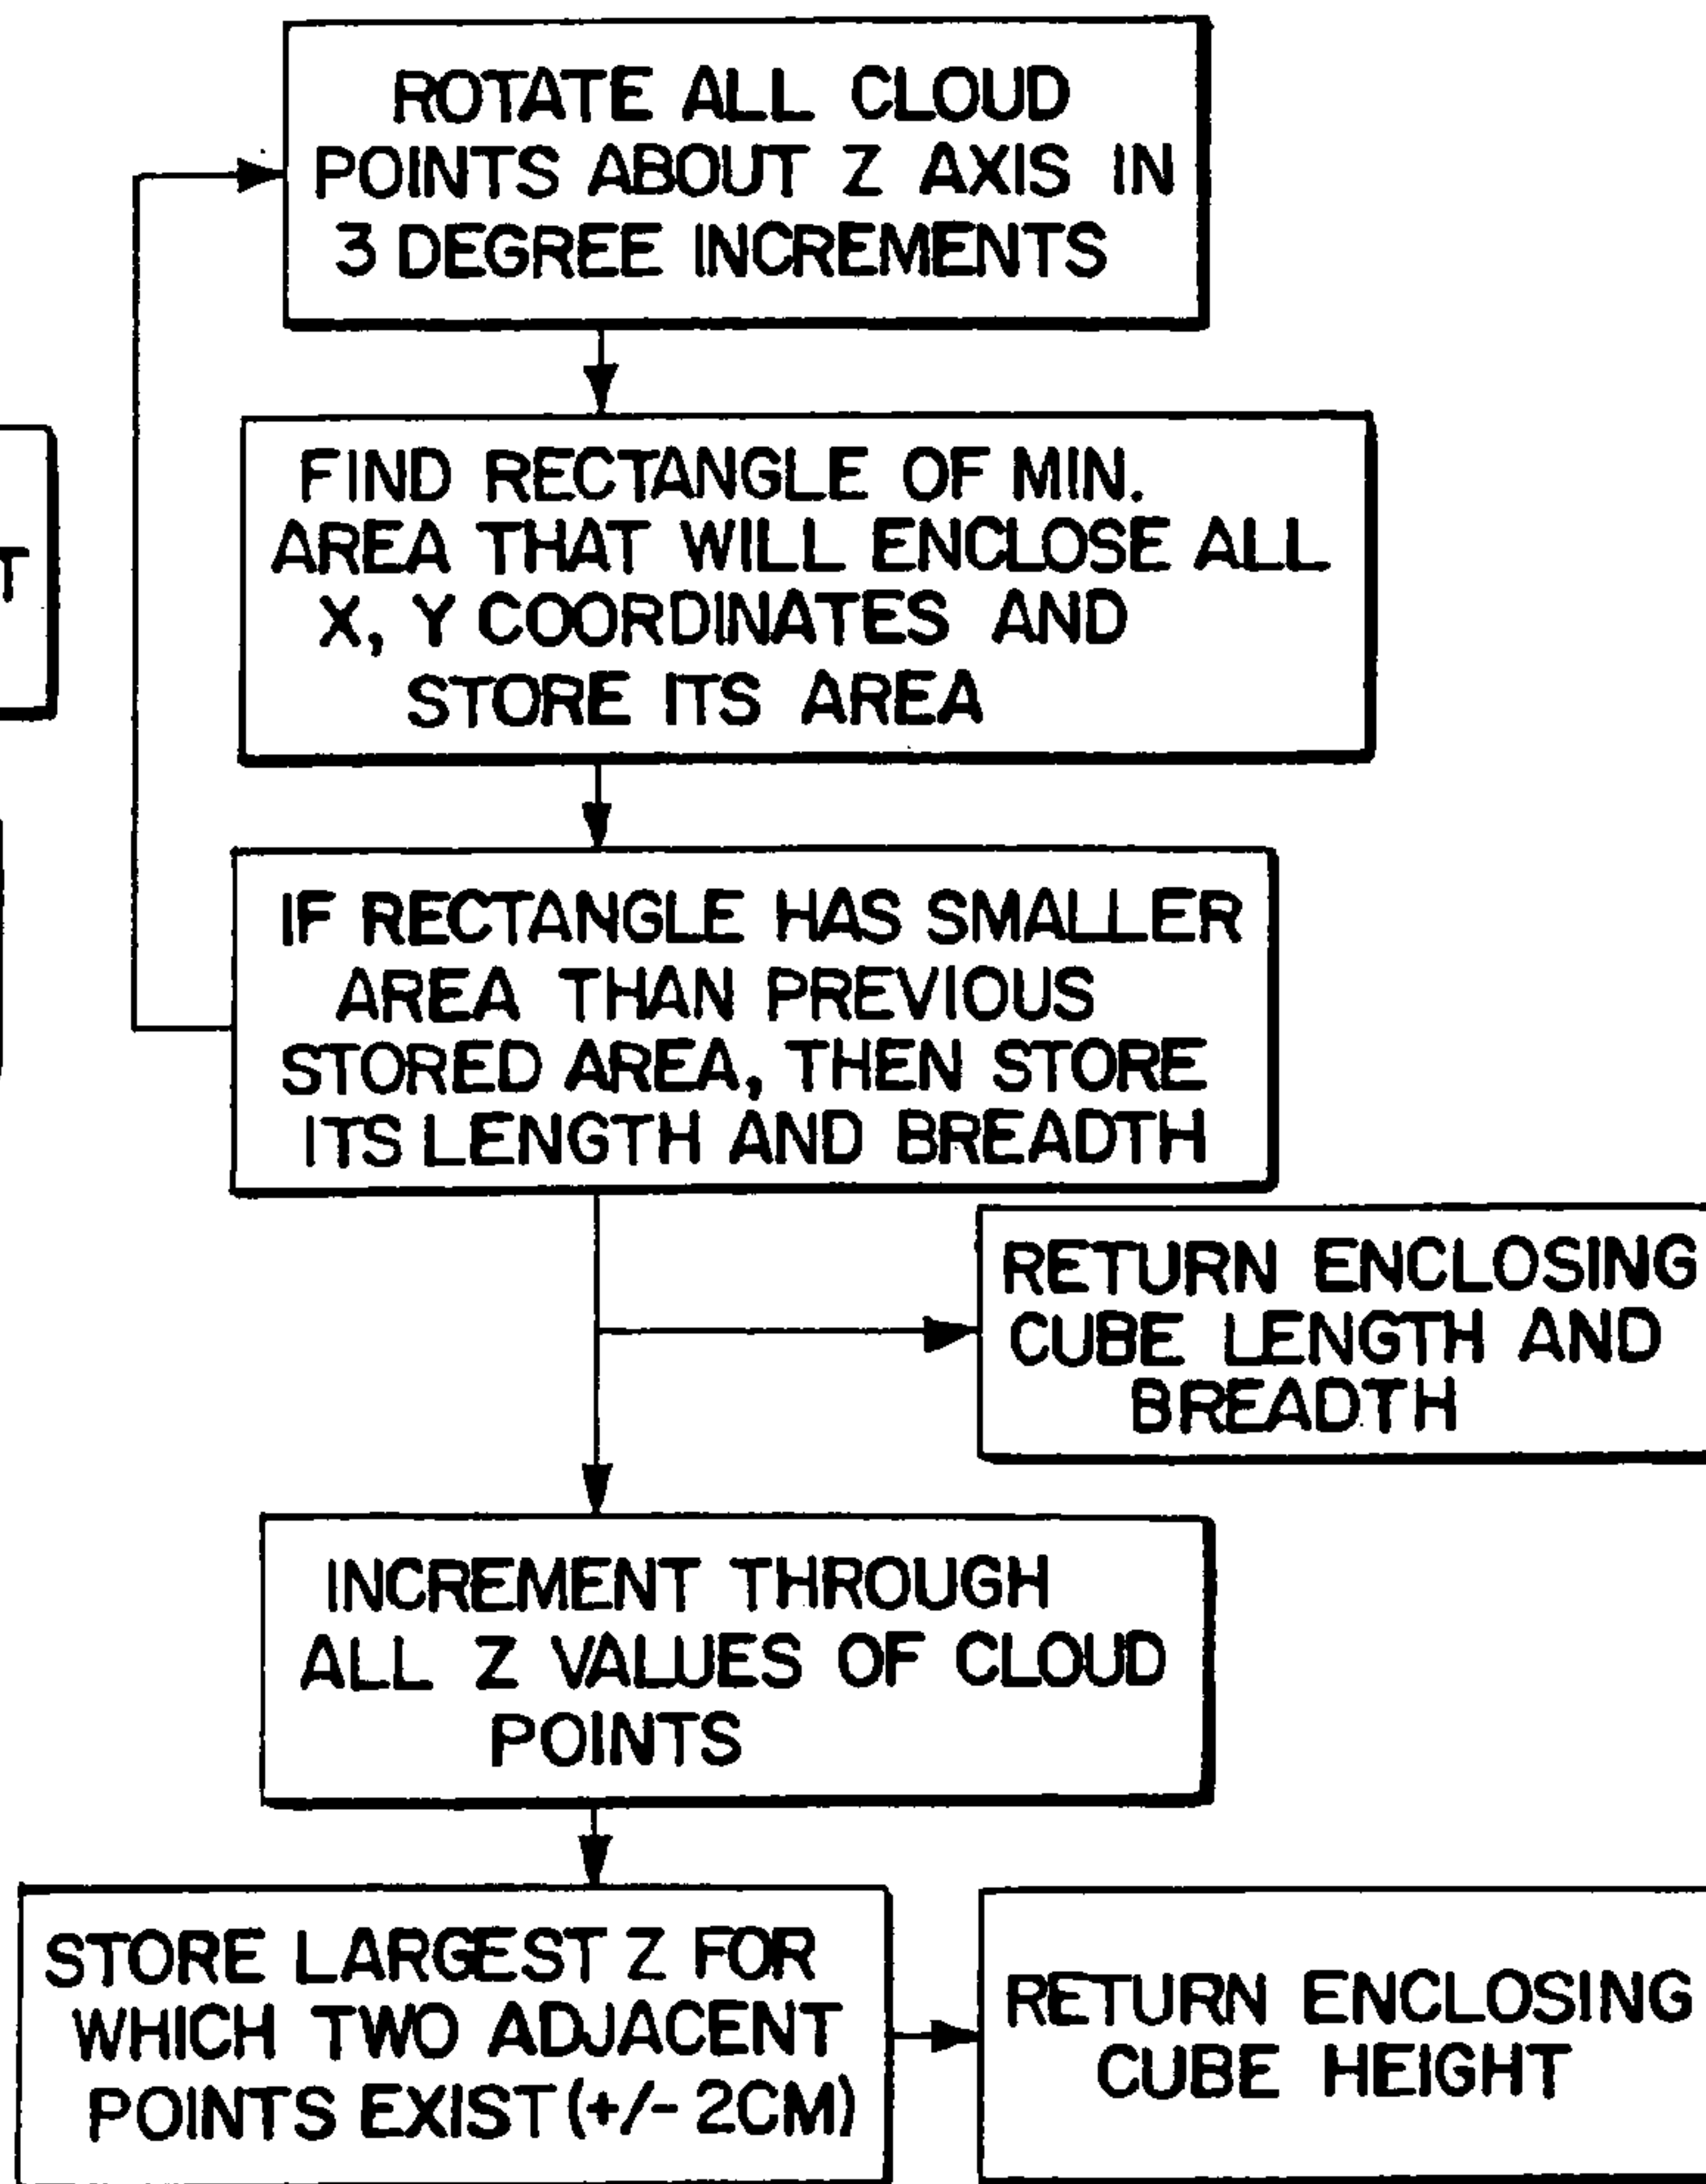 ROTATE ALL CLOUD
POINTS ABOUT Z AXIS IN
3 DEGREE INCREMENTS
T
FIND RECTANGLE OF MIN.
AREA THAT WILL ENCLOSE ALL
X, Y COORDINATES AND
STORE ITS AREA
IF RECTANGLE HAS SMALLER
AREA THAN PREVIOUS
STORED AREA, THEN STORE
ITS LENGTH AND BREADTH
RETURN ENCLOSING
CUBE LENGTH AND
BREADTH
INCREMENT THROUGH
ALL Z VALUES OF CLOUD
POINTS
STORE LARGEST Z FOR
WHICH TWO ADJACENT
POINTS EXIST (+/- 2CM)
RETURN ENCLOSING
CUBE HEIGHT